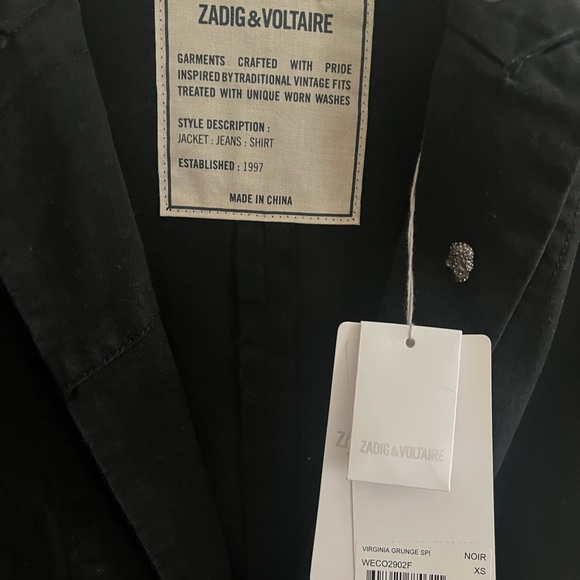 ZADIG&VOLTAIRE
GARMENTS CRAFTED WITH PRIDE
INSPIRED BY TRADITIONAL VINTAGE FITS
TREATED WITH UNIQUE WORN WASHES
STYLE DESCRIPTION :
JACKET : JEANS : SHIRT
ESTABLISHED : 1997
MADE IN CHINA
ZADIG&VOLTAIRE
VIRGINIA GRUNGE SPI
NOIR
WECO2902F
XS